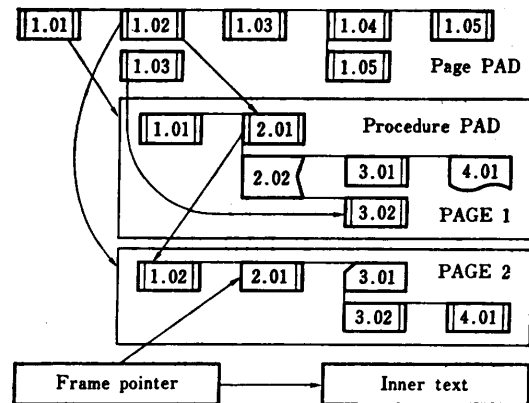 1.01 1.02 1.03 1.04 1.05
1.03 1.05 Page PAD
Procedure PAD
1.01 2.01
2.02 3.01 4.01
3.02 PAGE 1
PAGE 2
1.02 2.01 3.01
3.02 4.01
Frame pointer Inner text